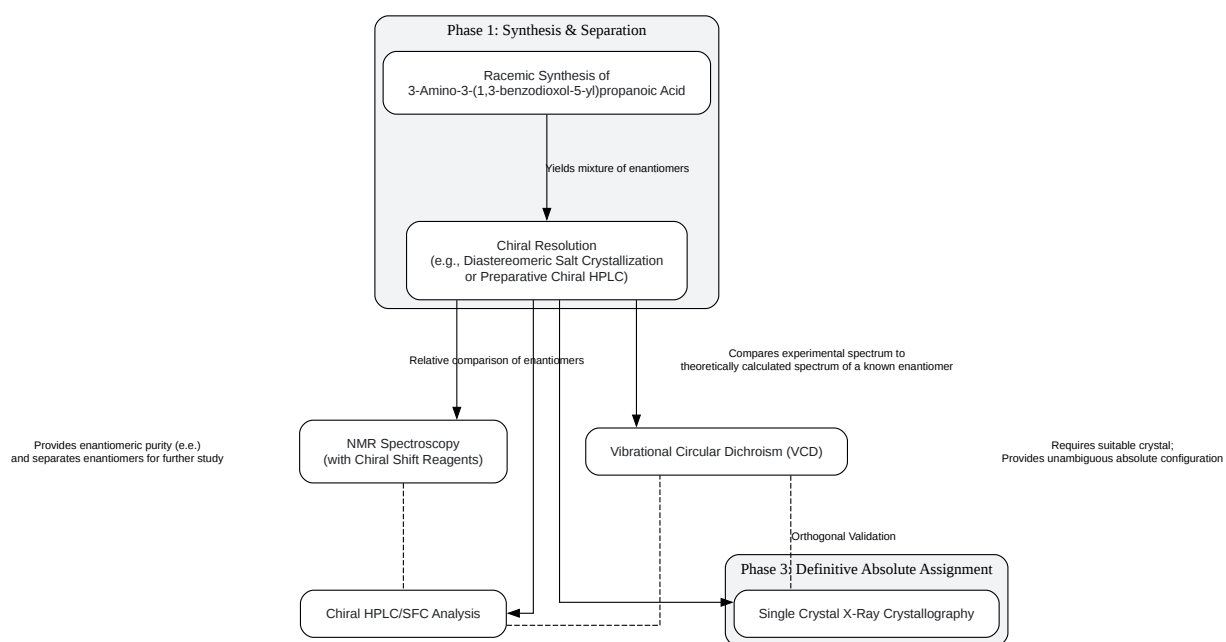 Phase 1: Synthesis & Separation
Racemic Synthesis of
3-Amino-3-(1,3-benzodioxol-5-yl)propanoic Acid
Yields mixture of enantiomers
Chiral Resolution
(e.g., Diastereomeric Salt Crystallization
or Preparative Chiral HPLC)
Relative comparison of enantiomers
Compares experimental spectrum to
theoretically calculated spectrum of a known enantiomer
Provides enantiomeric purity (e.e.)
and separates enantiomers for further study
NMR Spectroscopy
(with Chiral Shift Reagents)
Vibrational Circular Dichroism (VCD)
Requires suitable crystal;
Provides unambiguous absolute configuration
Orthogonal Validation
Phase 3: Definitive Absolute Assignment
Chiral HPLC/SFC Analysis
Single Crystal X-Ray Crystallography